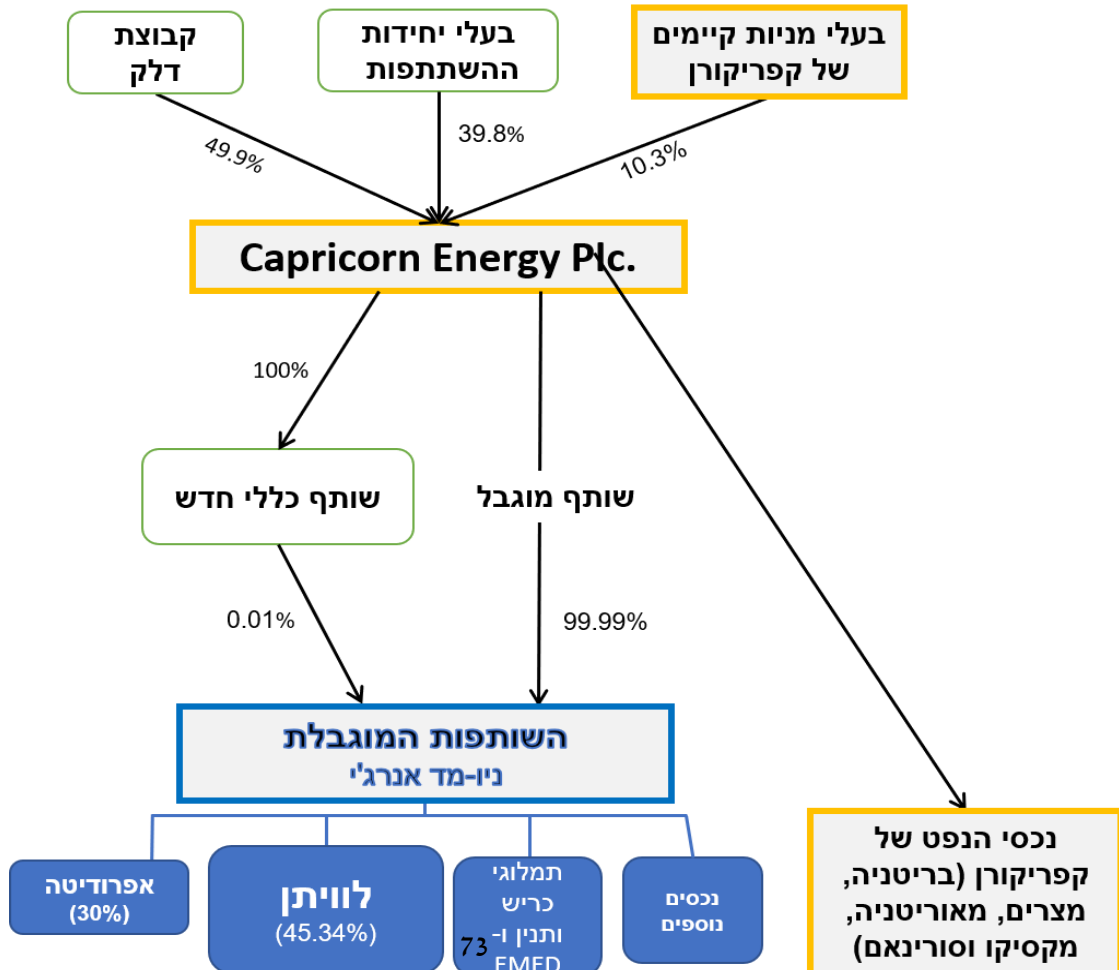 קבוצת
דלק
בעלי יחידות
ההשתתפות
בעלי מניות קיימים
של קפריקורן
49.9%
39.8%
10.3%
Capricorn Energy Plc.
100%
שותף כללי חדש
שותף מוגבל
0.01%
99.99%
השותפות המוגבלת
ניו-מד אנרג'י
אפרודיטה
(30%)
לוויתן
(45.34%)
תמלוגי
כריש
ותנין ו-
EMED
73
נכסים
נוספים
נכסי הנפט של
קפריקורן (בריטניה,
מצרים, מאוריטניה,
מקסיקו וסורינאם)